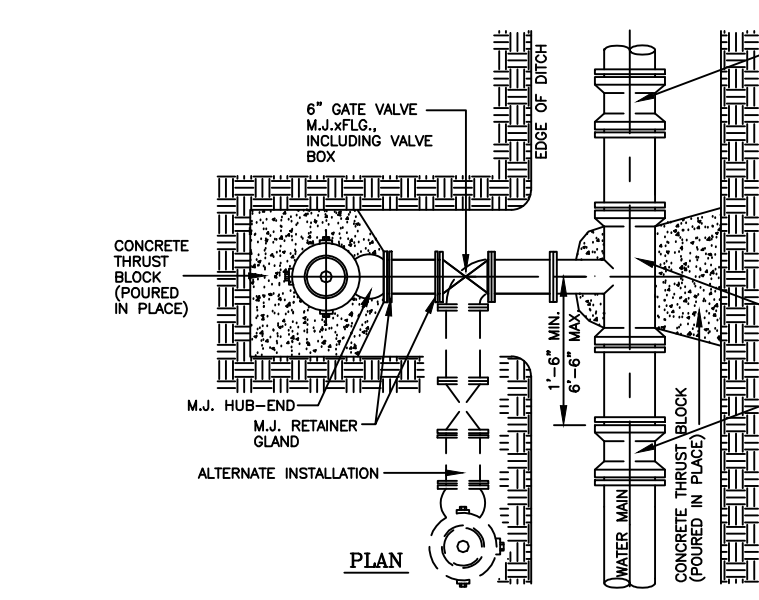 6" GATE VALVE
M.J.xFLG.,
INCLUDING VALVE
BOX
EDGE OF DITCH
CONCRETE
THRUST
BLOCK
(POURED
IN PLACE)
1'-6" MIN.
6'-6" MAX.
M.J. HUB-END
M.J. RETAINER
GLAND
ALTERNATE INSTALLATION
WATER MAIN
CONCRETE THRUST BLOCK
(POURED IN PLACE)
PLAN